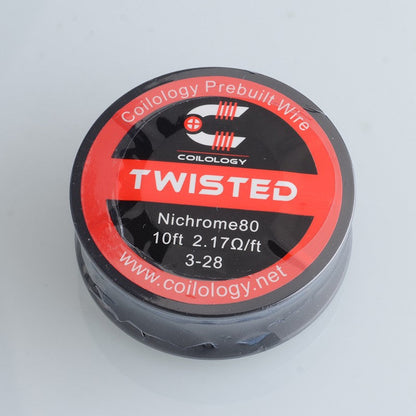 Coilology Prebuilt Wire
COILOLOGY
TWISTED
Nichrome80
10ft 2.17Ω/ft
3-28
www.coilology.net